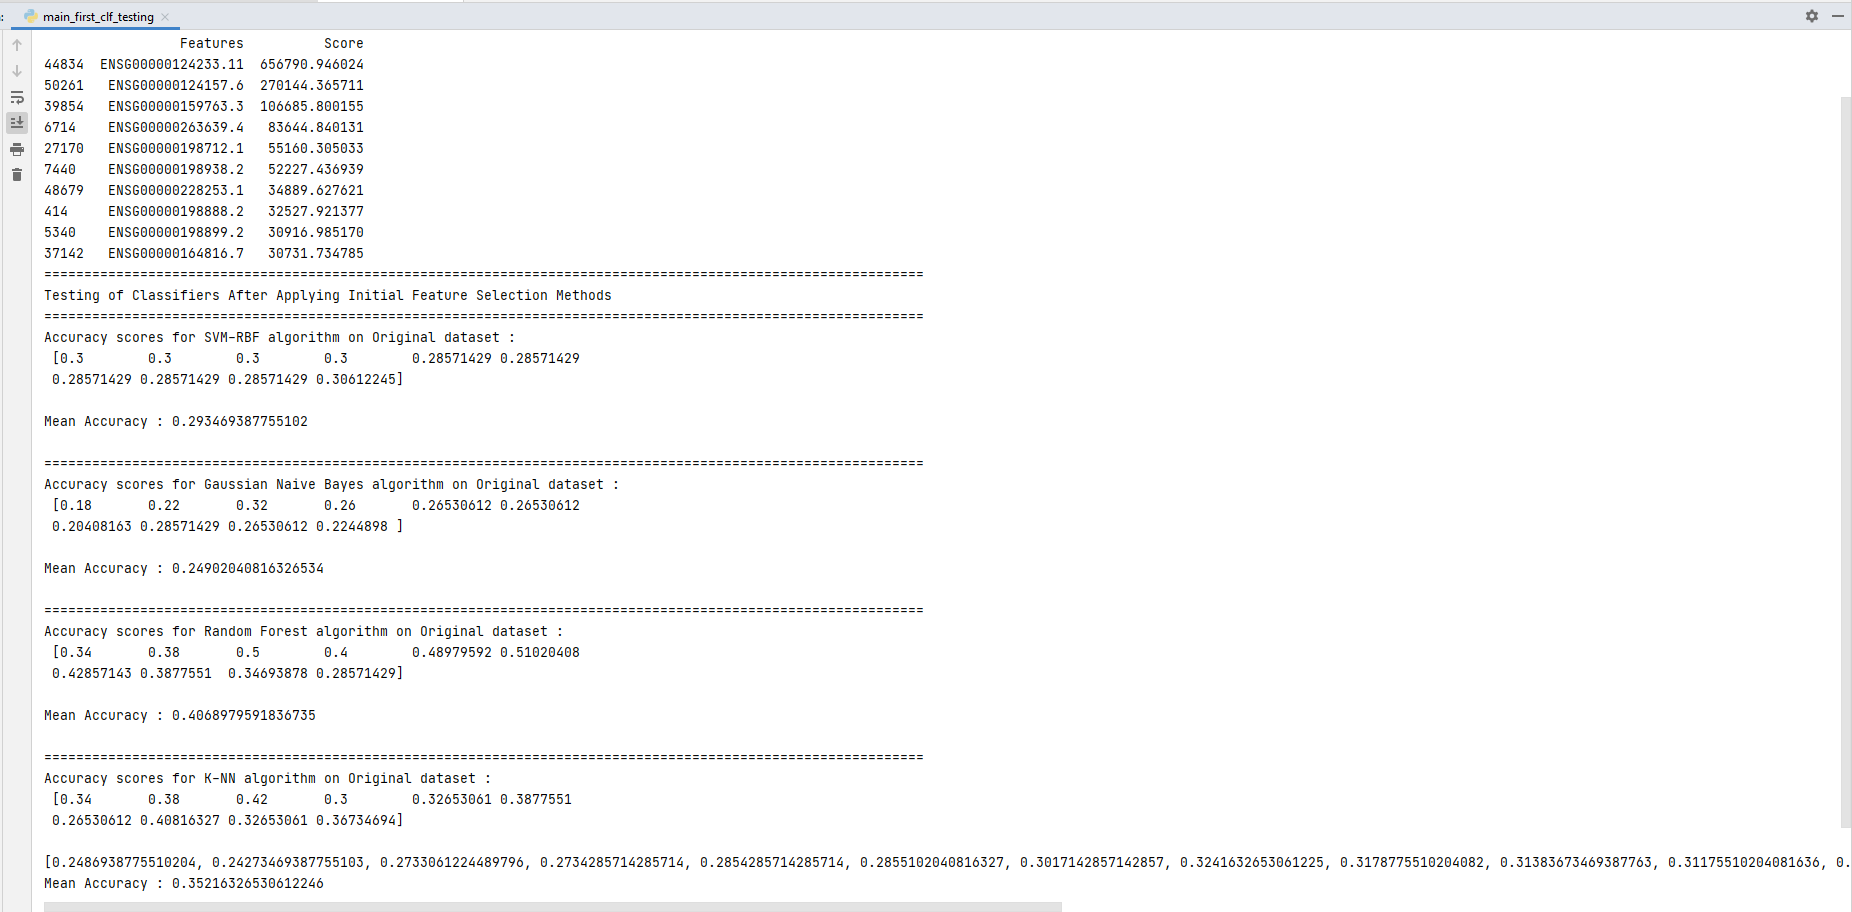 main_first_clf_testing
Features Score
44834 ENSG00000124233.11 656790.946024
50261 ENSG00000124157.6 270144.365711
39854 ENSG00000159763.3 106685.800155
6714 ENSG00000263639.4 83644.840131
27170 ENSG00000198712.1 55160.305033
7440 ENSG00000198938.2 52227.436939
48679 ENSG00000228253.1 34889.627621
414 ENSG00000198888.2 32527.921377
5340 ENSG00000198899.2 30916.985170
37142 ENSG00000164816.7 30731.734785
==============================================================================================================
Testing of Classifiers After Applying Initial Feature Selection Methods
==============================================================================================================
Accuracy scores for SVM-RBF algorithm on Original dataset :
[0.3 0.3 0.3 0.3 0.28571429 0.28571429
0.28571429 0.28571429 0.28571429 0.30612245]
Mean Accuracy : 0.293469387755102
==============================================================================================================
Accuracy scores for Gaussian Naive Bayes algorithm on Original dataset :
[0.18 0.22 0.32 0.26 0.26530612 0.26530612
0.20408163 0.28571429 0.26530612 0.2244898 ]
Mean Accuracy : 0.24902040816326534
==============================================================================================================
Accuracy scores for Random Forest algorithm on Original dataset :
[0.34 0.38 0.5 0.4 0.48979592 0.51020408
0.42857143 0.3877551 0.34693878 0.28571429]
Mean Accuracy : 0.4068979591836735
==============================================================================================================
Accuracy scores for K-NN algorithm on Original dataset :
[0.34 0.38 0.42 0.3 0.32653061 0.3877551
0.26530612 0.40816327 0.32653061 0.36734694]
[0.2486938775510204, 0.24273469387755103, 0.2733061224489796, 0.2734285714285714, 0.2854285714285714, 0.2855102040816327, 0.3017142857142857, 0.3241632653061225, 0.3178775510204082, 0.31383673469387763, 0.31175510204081636, 0.
Mean Accuracy : 0.35216326530612246